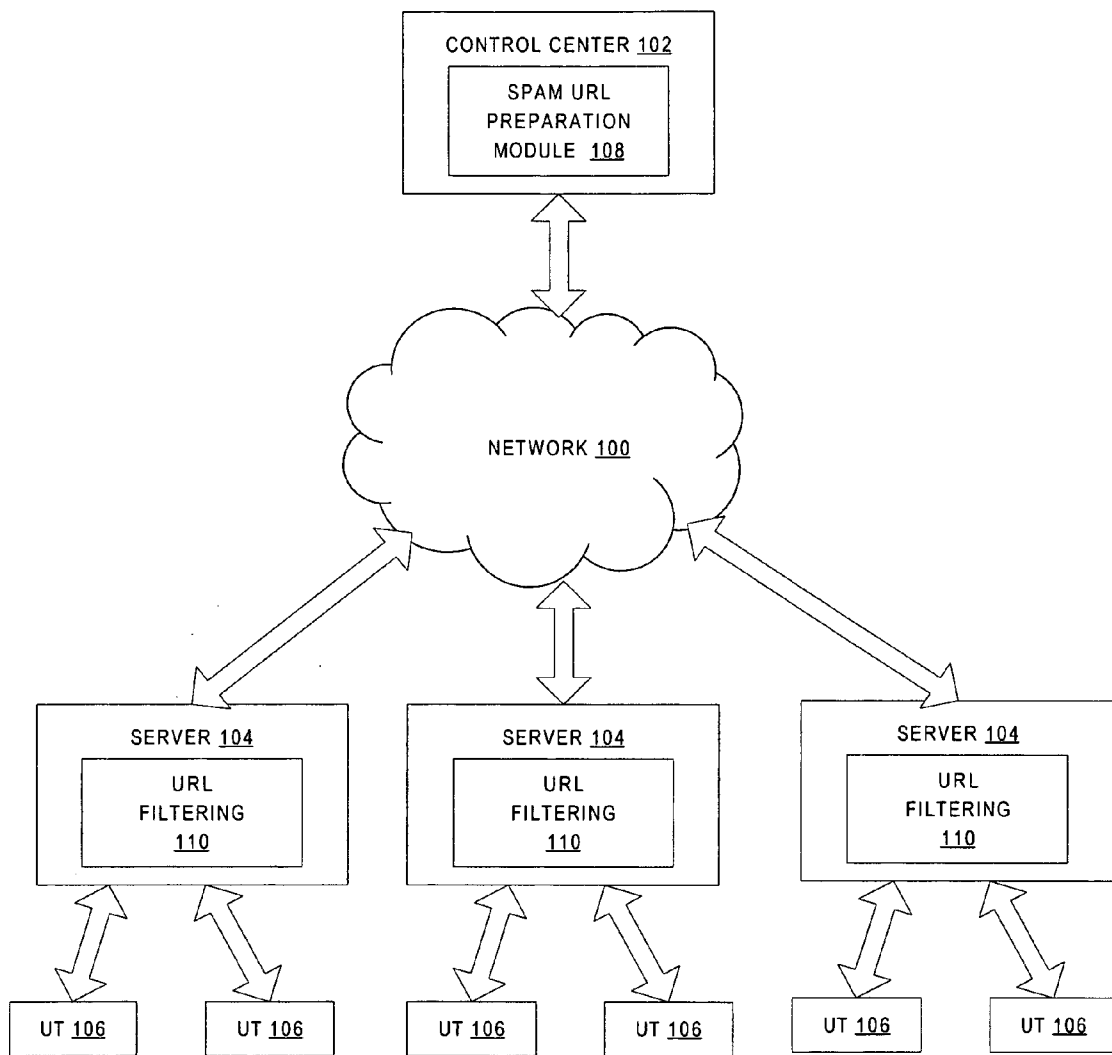 CONTROL CENTER 102
SPAM URL
PREPARATION
MODULE 108
NETWORK 100
SERVER 104
URL
FILTERING
110
SERVER 104
URL
FILTERING
110
SERVER 104
URL
FILTERING
110
UT 106
UT 106
UT 106
UT 106
UT 106
UT 106